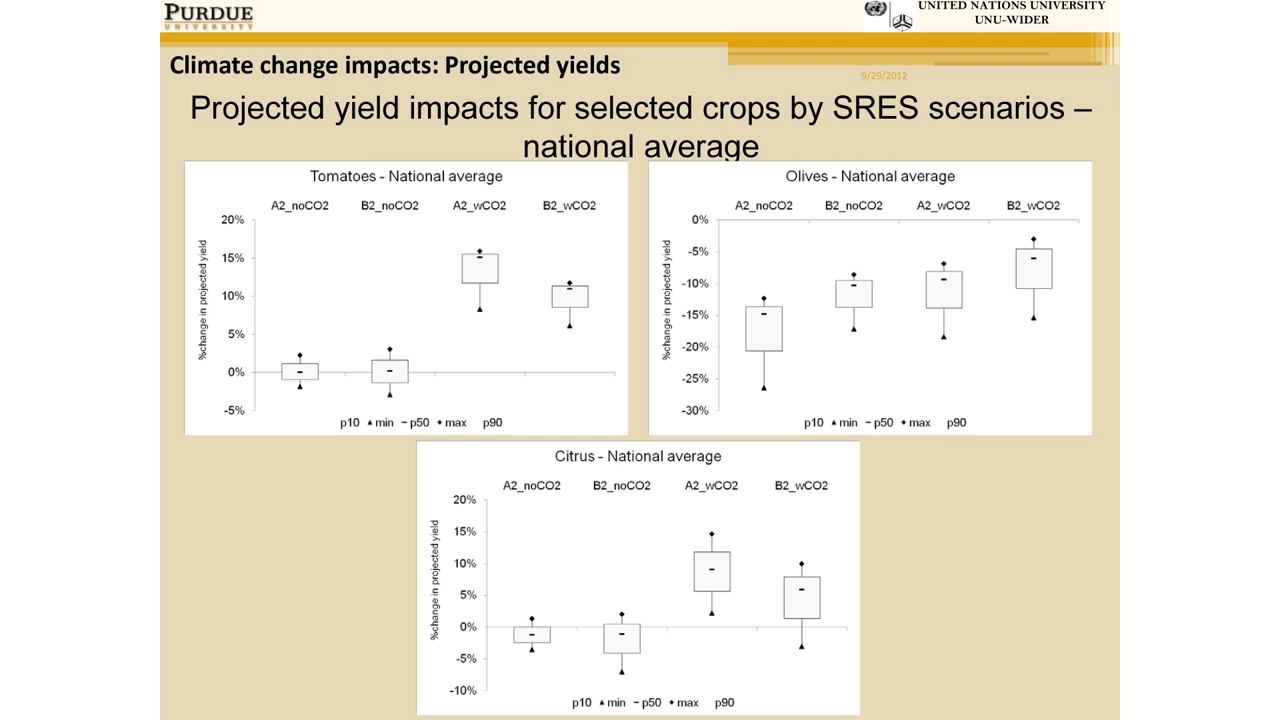 PURDUE
UNIVERSITY
UNITED NATIONS UNIVERSITY
UNU-WIDER
Climate change impacts: Projected yields
9/29/2012
Projected yield impacts for selected crops by SRES scenarios –
national average
Tomatoes - National average
A2_noCO2 B2_noCO2 A2_wCO2 B2_wCO2
20%
15%
10%
5%
0%
-5%
%change in projected yield
p10 min p50 max p90
Olives - National average
A2_noCO2 B2_noCO2 A2_wCO2 B2_wCO2
0%
-5%
-10%
-15%
-20%
-25%
-30%
%change in projected yield
p10 min p50 max p90
Citrus - National average
A2_noCO2 B2_noCO2 A2_wCO2 B2_wCO2
20%
15%
10%
5%
0%
-5%
-10%
%change in projected yield
p10 min p50 max p90